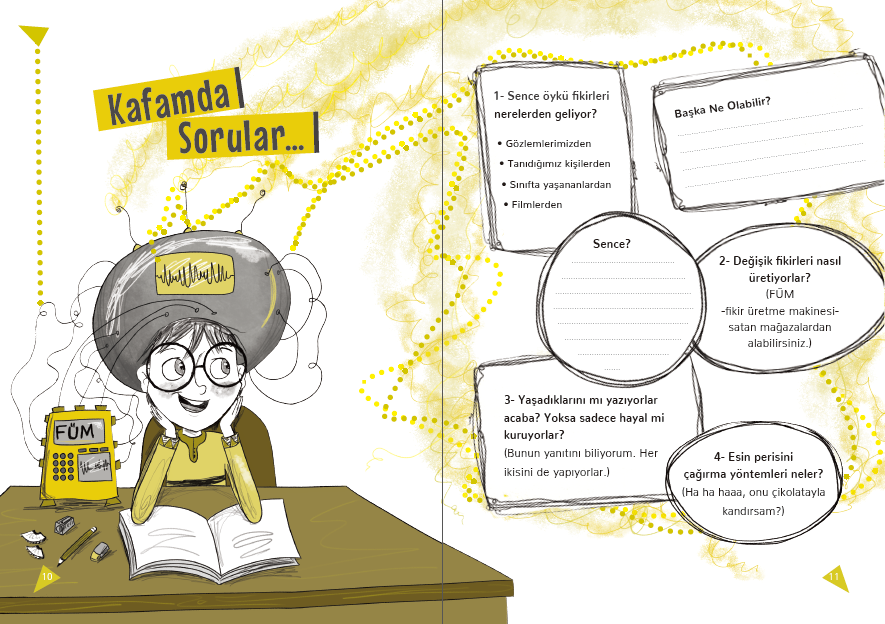 Kafamda
Sorular...
FÜM
10
1- Sence öykü fikirleri
nerelerden geliyor?
• Gözlemlerimizden
• Tanıdığımız kişilerden
• Sınıfta yaşananlardan
• Filmlerden
Başka Ne Olabilir?
Sence?
2- Değişik fikirleri nasıl
üretiyorlar?
(FÜM
-fikir üretme makinesi-
satan mağazalardan
alabilirsiniz.)
3- Yaşadıklarını mı yazıyorlar
acaba? Yoksa sadece hayal mi
kuruyorlar?
(Bunun yanıtını biliyorum. Her
ikisini de yapıyorlar.)
4- Esin perisini
çağırma yöntemleri neler?
(Ha ha haaa, onu çikolatayla
kandırsam?)
11